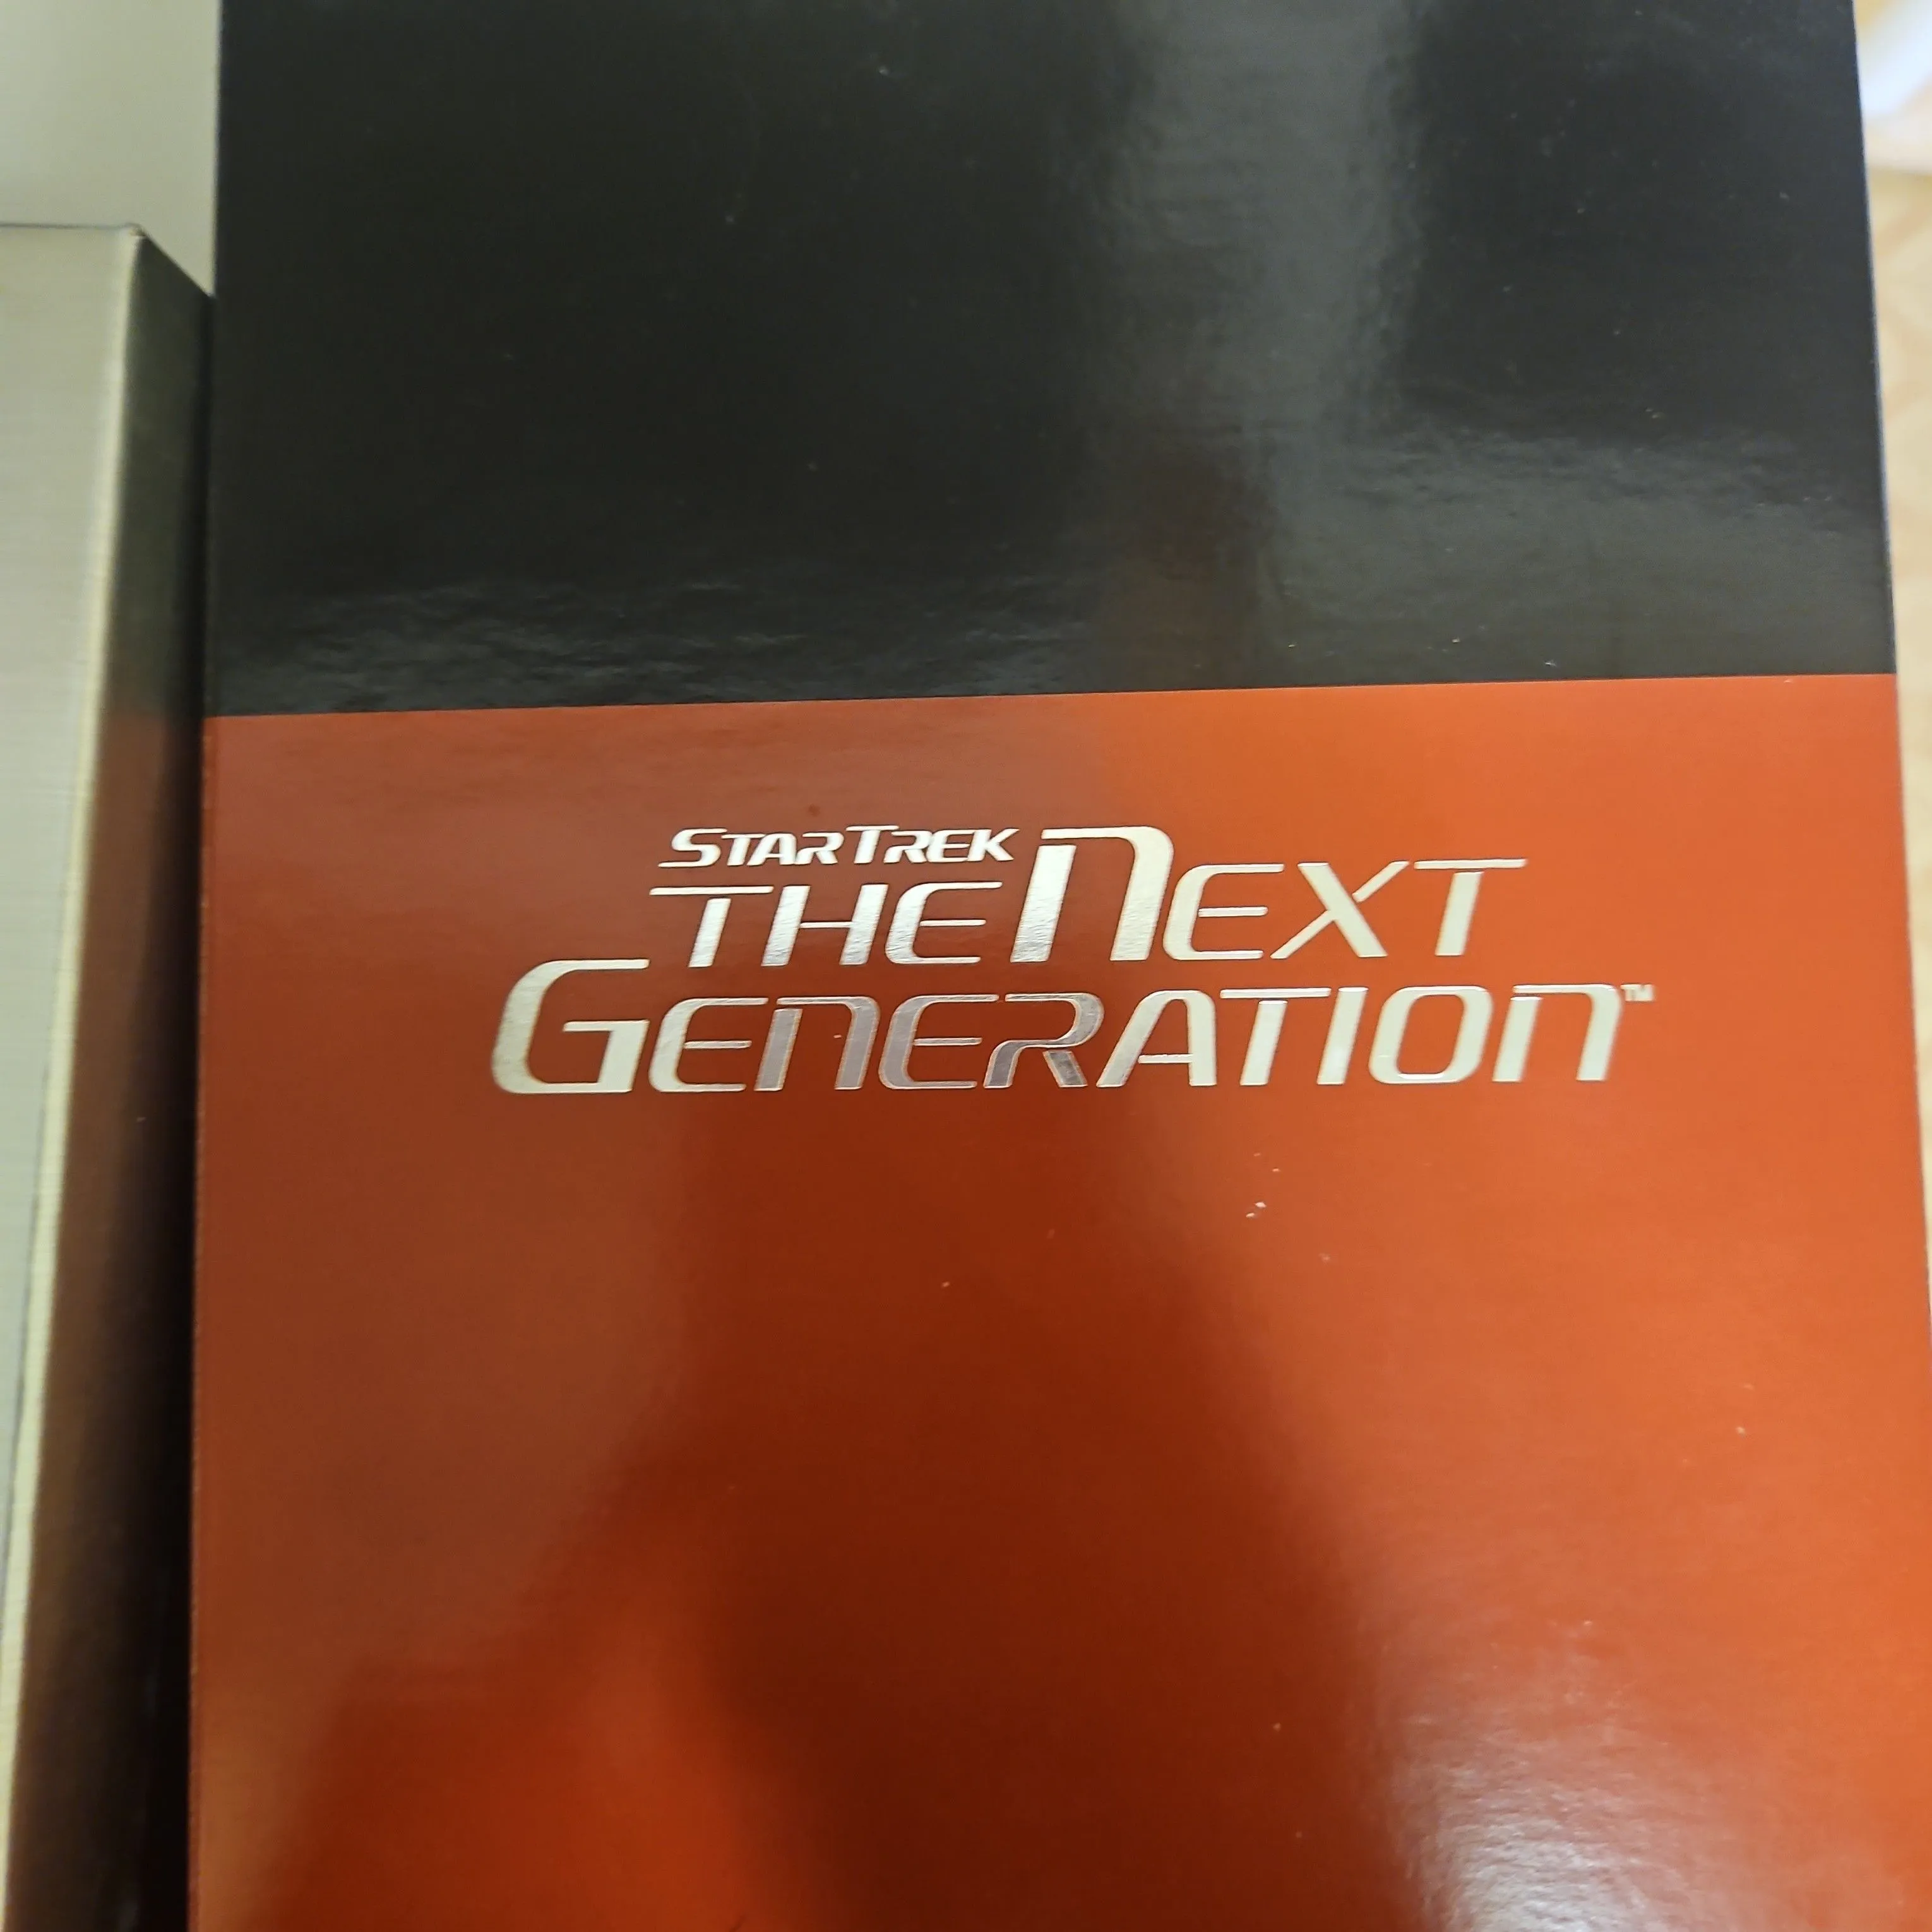 STAR TREK
THE NEXT
GENERATION™